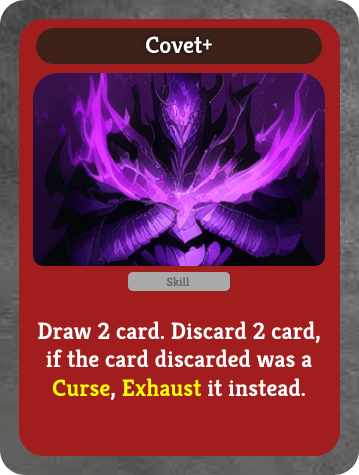 Covet+
Skill
Draw 2 card. Discard 2 card,
if the card discarded was a
Curse, Exhaust it instead.